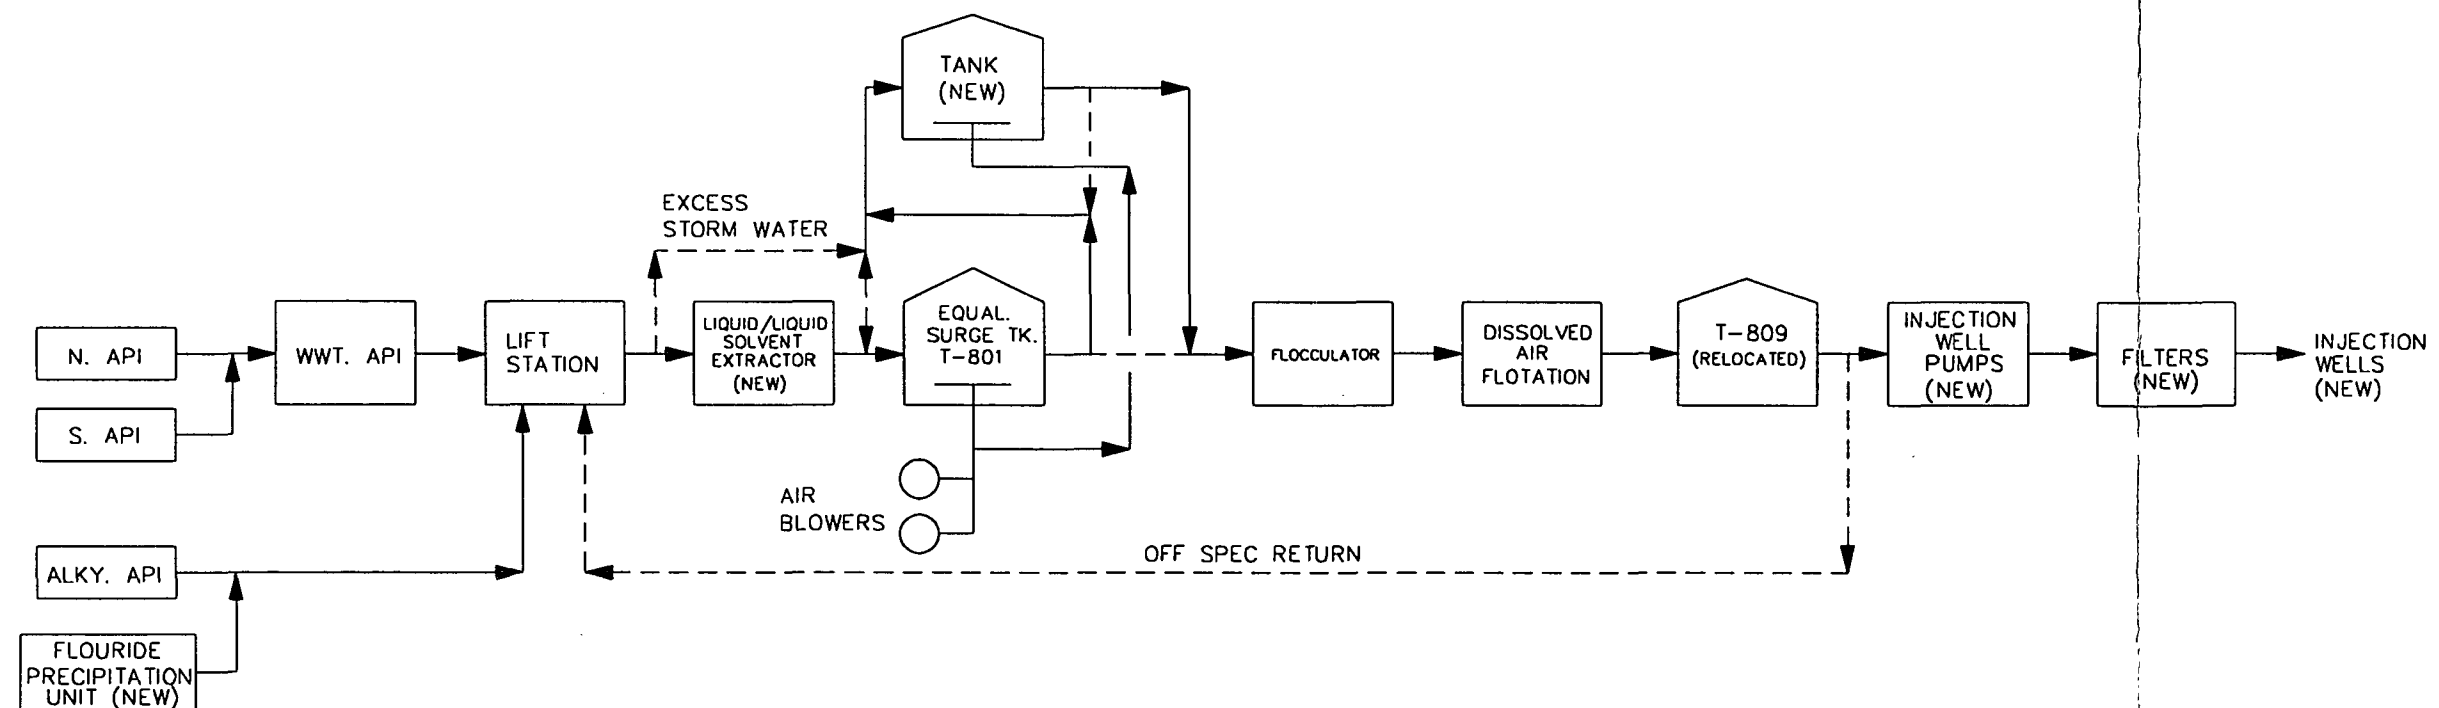 TANK
(NEW)
EXCESS
STORM WATER
N. API
S. API
WWT. API
LIFT
STATION
LIQUID/LIQUID
SOLVENT
EXTRACTOR
(NEW)
EQUAL.
SURGE TK.
T-801
FLOCCULATOR
DISSOLVED
AIR
FLOTATION
T-809
(RELOCATED)
INJECTION
WELL
PUMPS
(NEW)
FILTERS
(NEW)
INJECTION
WELLS
(NEW)
AIR
BLOWERS
OFF SPEC RETURN
ALKY. API
FLOURIDE
PRECIPITATION
UNIT (NEW)